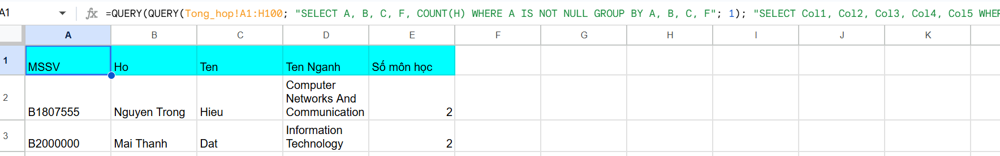 A1 fx =QUERY(QUERY(Tong_hop!A1:H100; "SELECT A, B, C, F, COUNT(H) WHERE A IS NOT NULL GROUP BY A, B, C, F"; 1); "SELECT Col1, Col2, Col3, Col4, Col5 WHER
A B C D E F G H I J K
1 MSSV Ho Ten Ten Nganh Số môn học
Computer
2 Networks And
B1807555 Nguyen Trong Hieu Communication 2
Information
3 B2000000 Mai Thanh Dat Technology 2